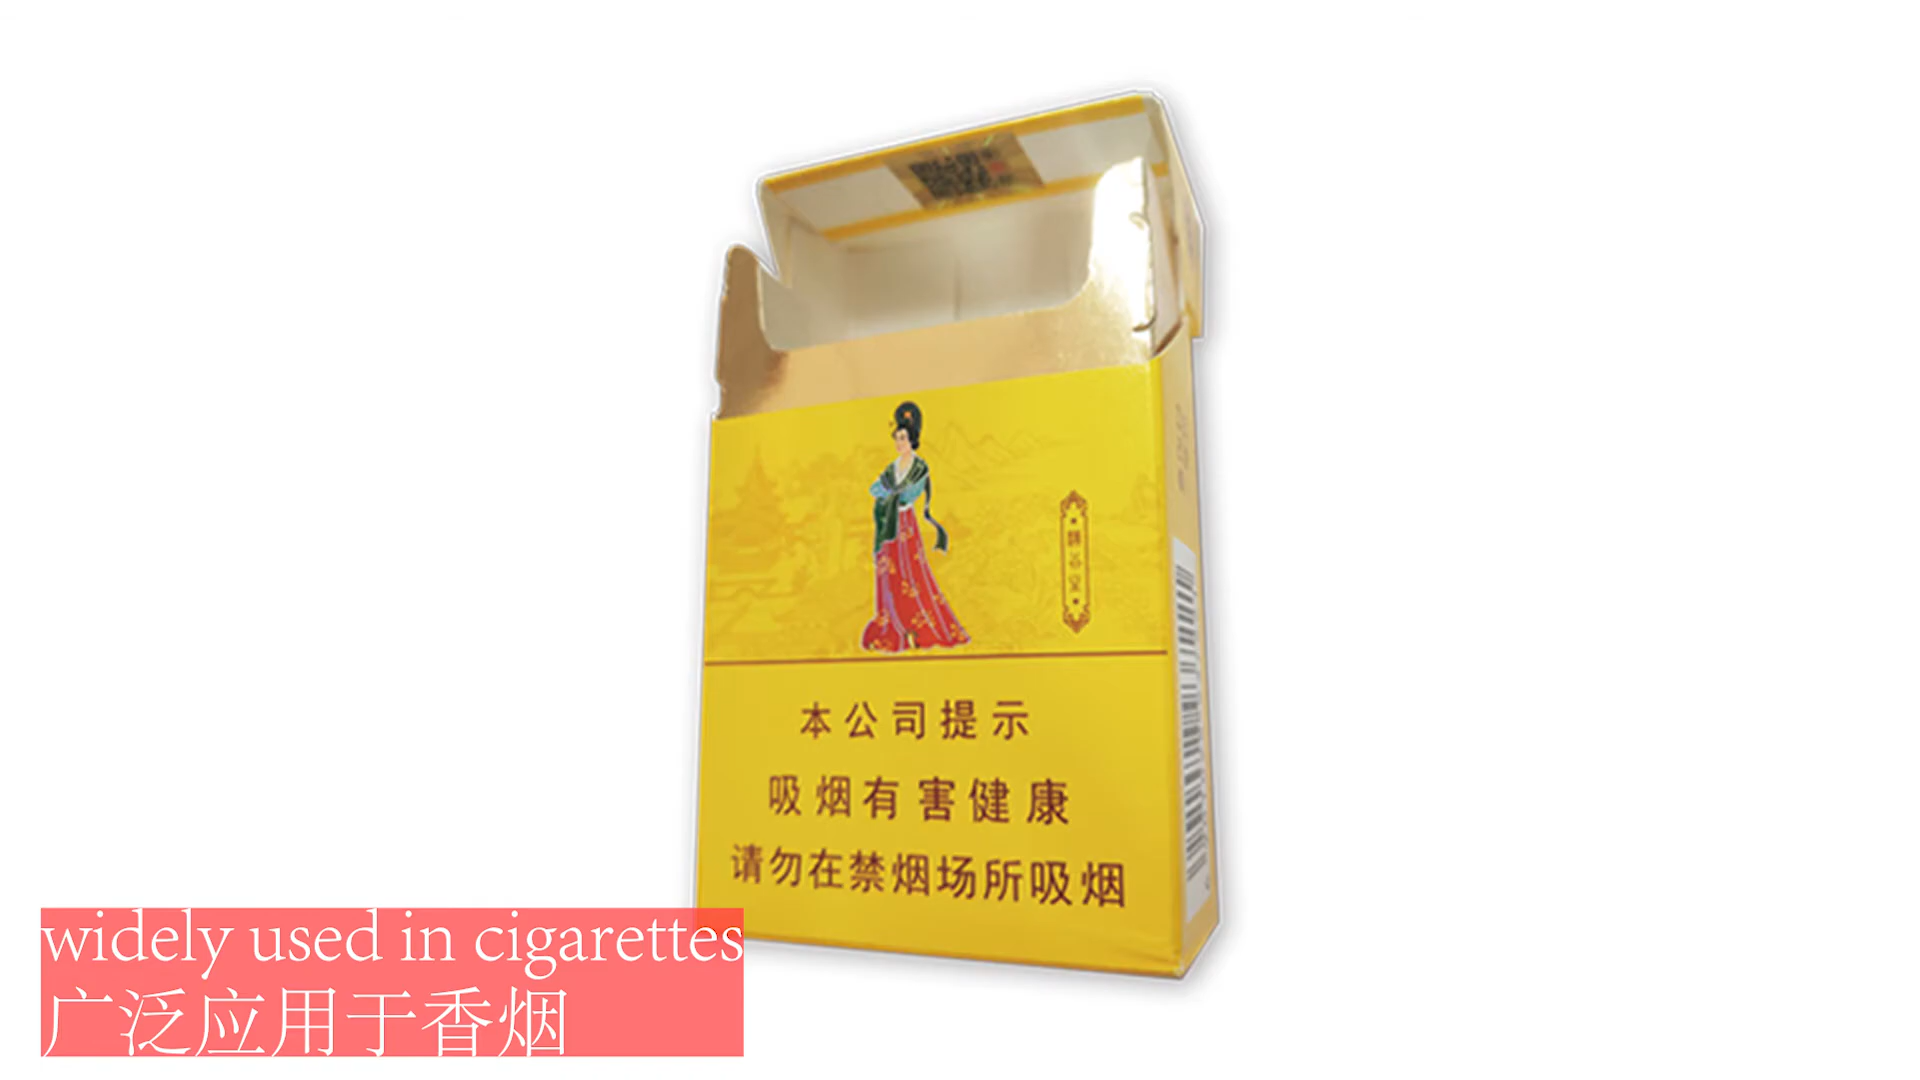 本公司提示
吸烟有害健康
请勿在禁烟场所吸烟
widely used in cigarettes
广泛应用于香烟